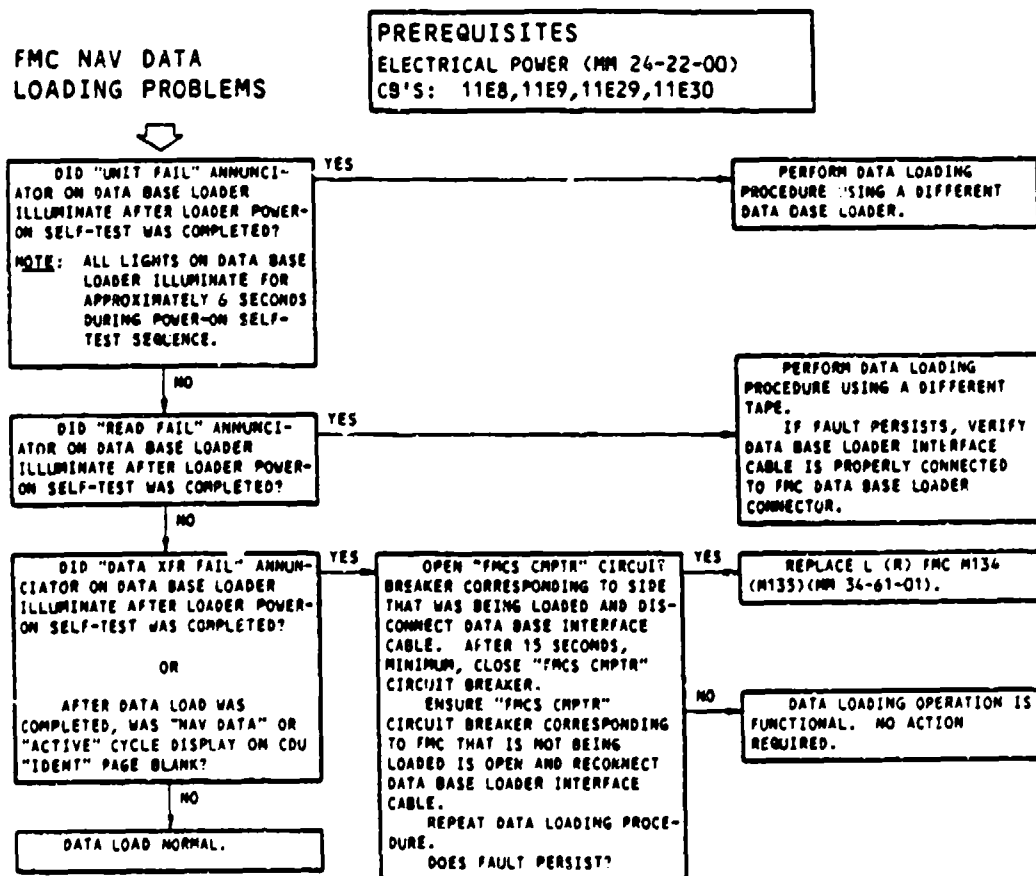 FMC NAV DATA
LOADING PROBLEMS
PREREQUISITES
ELECTRICAL POWER (MM 24-22-00)
CB'S: 11E8,11E9,11E29,11E30
DID "UNIT FAIL" ANNUNCI-
ATOR ON DATA BASE LOADER
ILLUMINATE AFTER LOADER POWER-
ON SELF-TEST WAS COMPLETED?
NOTE: ALL LIGHTS ON DATA BASE
LOADER ILLUMINATE FOR
APPROXIMATELY 6 SECONDS
DURING POWER-ON SELF-
TEST SEQUENCE.
YES
PERFORM DATA LOADING
PROCEDURE USING A DIFFERENT
DATA BASE LOADER.
NO
DID "READ FAIL" ANNUNCI-
ATOR ON DATA BASE LOADER
ILLUMINATE AFTER LOADER POWER-
ON SELF-TEST WAS COMPLETED?
YES
PERFORM DATA LOADING
PROCEDURE USING A DIFFERENT
TAPE.
IF FAULT PERSISTS, VERIFY
DATA BASE LOADER INTERFACE
CABLE IS PROPERLY CONNECTED
TO FMC DATA BASE LOADER
CONNECTOR.
NO
DID "DATA XFR FAIL" ANNUN-
CIATOR ON DATA BASE LOADER
ILLUMINATE AFTER LOADER POWER-
ON SELF-TEST WAS COMPLETED?
OR
AFTER DATA LOAD WAS
COMPLETED, WAS "NAV DATA" OR
"ACTIVE" CYCLE DISPLAY ON CDU
"IDENT" PAGE BLANK?
YES
OPEN "FMCS CMPTR" CIRCUIT
BREAKER CORRESPONDING TO SIDE
THAT WAS BEING LOADED AND DIS-
CONNECT DATA BASE INTERFACE
CABLE. AFTER 15 SECONDS,
MINIMUM, CLOSE "FMCS CMPTR"
CIRCUIT BREAKER.
ENSURE "FMCS CMPTR"
CIRCUIT BREAKER CORRESPONDING
TO FMC THAT IS NOT BEING
LOADED IS OPEN AND RECONNECT
DATA BASE LOADER INTERFACE
CABLE.
REPEAT DATA LOADING PROCE-
DURE.
DOES FAULT PERSIST?
YES
REPLACE L (R) FMC M134
(M135)(MM 34-61-01).
NO
DATA LOADING OPERATION IS
FUNCTIONAL. NO ACTION
REQUIRED.
NO
DATA LOAD NORMAL.